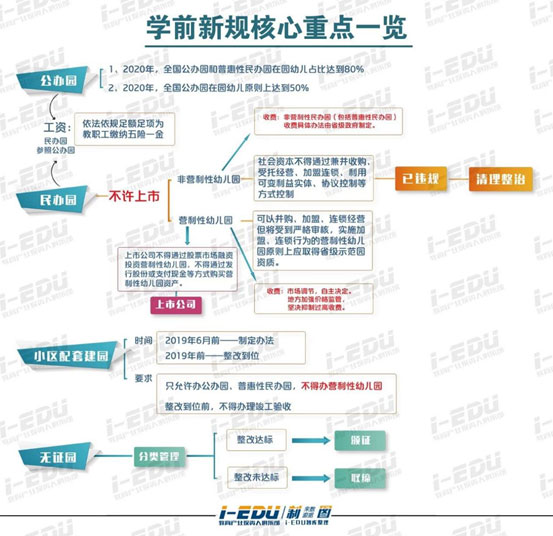 学前新规核心重点一览
公办园
1、2020年，全国公办园和普惠性民办园在园幼儿占比达到80%
2、2020年，全国公办园在园幼儿原则上达到50%
工资：
民办园
参照公办园
依法依规足额足项为
教职工缴纳五险一金
民办园
不许上市
收费：非营利性民办园（包括普惠性民办园）
收费具体办法由省级政府制定。
非营利性幼儿园
社会资本不得通过兼并收购、
受托经营、加盟连锁、利用
可变利益实体、协议控制等
方式控制
已违规
清理整治
营利性幼儿园
可以并购、加盟、连锁经营
但将受到严格审核，实施加
盟、连锁行为的营利性幼儿
园原则上应取得省级示范园
资质。
上市公司不得通过股票市场融资
投资营利性幼儿园，不得通过发
行股份或支付现金等方式购买营
利性幼儿园资产。
上市公司
收费：市场调节、自主决定。
地方加强价格监管，
坚决抑制过高收费。
小区配套建园
时间
2019年6月前——制定办法
2019年前——整改到位
要求
只允许办公办园、普惠性民办园，不得办营利性幼儿园
整改到位前，不得办理竣工验收
无证园
分类管理
整改达标
颁证
整改未达标
取缔
i-EDU
制图
i-EDU智库整理